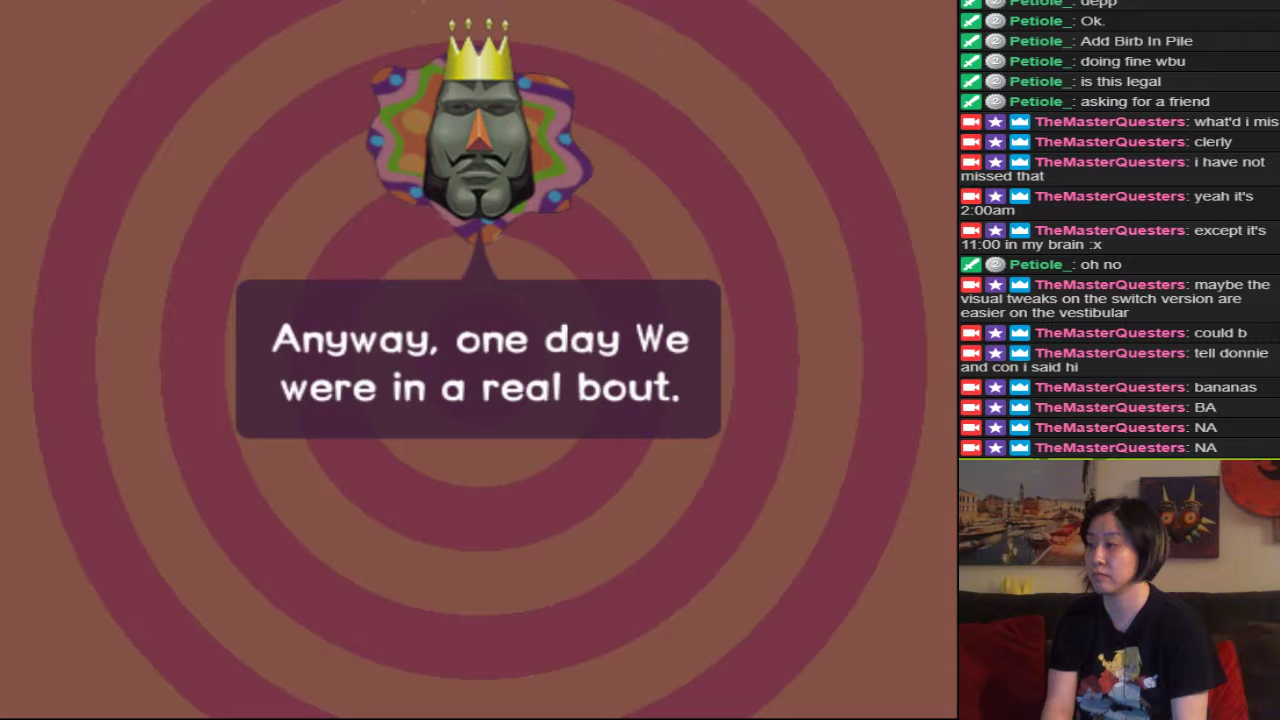 Petiole_: depp
Petiole_: Ok.
Petiole_: Add Birb In Pile
Petiole_: doing fine wbu
Petiole_: is this legal
Petiole_: asking for a friend
TheMasterQuesters: what'd i mis
TheMasterQuesters: clerly
TheMasterQuesters: i have not
missed that
TheMasterQuesters: yeah it's
2:00am
TheMasterQuesters: except it's
11:00 in my brain :x
Petiole_: oh no
TheMasterQuesters: maybe the
visual tweaks on the switch version are
easier on the vestibular
TheMasterQuesters: could b
TheMasterQuesters: tell donnie
and con i said hi
TheMasterQuesters: bananas
TheMasterQuesters: BA
TheMasterQuesters: NA
TheMasterQuesters: NA
Anyway, one day We
were in a real bout.